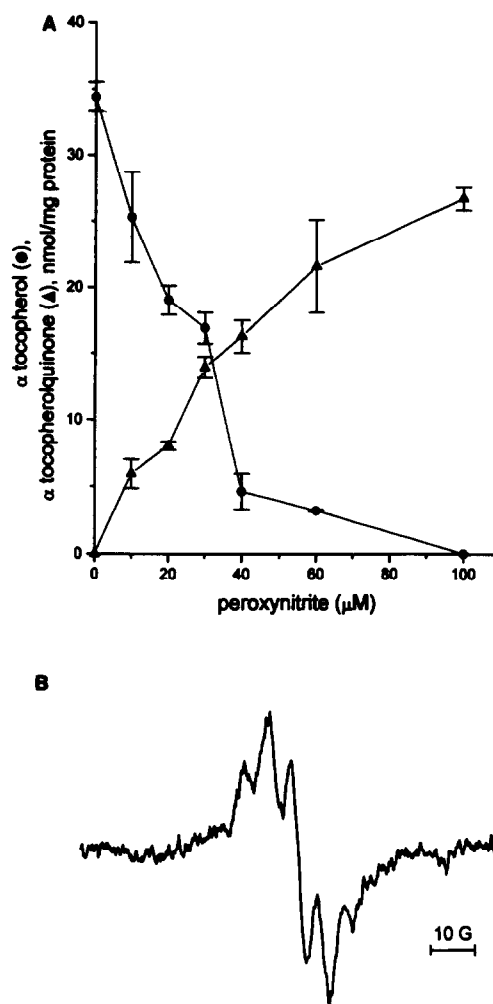 A
40
30
20
10
0
α tocopherol (●),
α tocopherolquinone (▲), nmol/mg protein
0 20 40 60 80 100
peroxynitrite (μM)
B
10 G